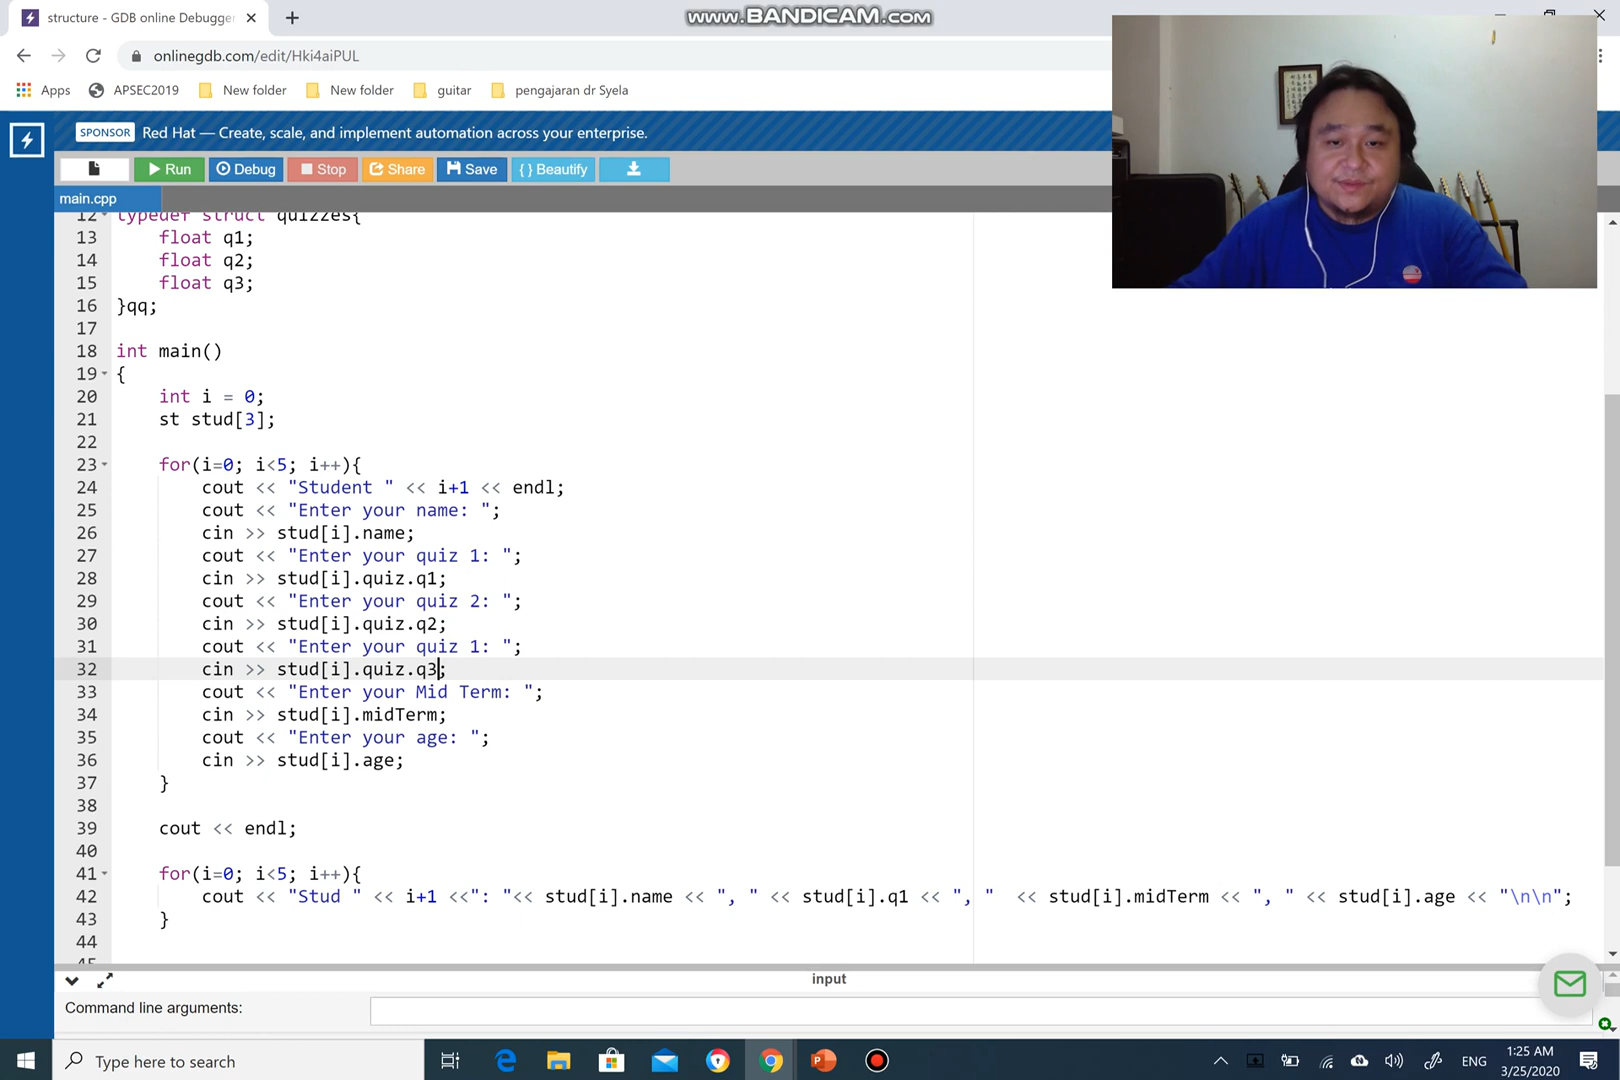 structure - GDB online Debugger
www.BANDICAM.com
onlinegdb.com/edit/Hki4aiPUL
Apps
APSEC2019
New folder
New folder
guitar
pengajaran dr Syela
SPONSOR Red Hat — Create, scale, and implement automation across your enterprise.
Run
Debug
Stop
Share
Save
{ } Beautify
main.cpp
12 typedef struct quizzes{
13 float q1;
14 float q2;
15 float q3;
16 }qq;
17
18 int main()
19 {
20 int i = 0;
21 st stud[3];
22
23 for(i=0; i<5; i++){
24 cout << "Student " << i+1 << endl;
25 cout << "Enter your name: ";
26 cin >> stud[i].name;
27 cout << "Enter your quiz 1: ";
28 cin >> stud[i].quiz.q1;
29 cout << "Enter your quiz 2: ";
30 cin >> stud[i].quiz.q2;
31 cout << "Enter your quiz 1: ";
32 cin >> stud[i].quiz.q3;
33 cout << "Enter your Mid Term: ";
34 cin >> stud[i].midTerm;
35 cout << "Enter your age: ";
36 cin >> stud[i].age;
37 }
38
39 cout << endl;
40
41 for(i=0; i<5; i++){
42 cout << "Stud " << i+1 <<": "<< stud[i].name << ", " << stud[i].q1 << ", " << stud[i].midTerm << ", " << stud[i].age << "\n\n";
43 }
44
45
input
Command line arguments:
Type here to search
ENG
1:25 AM
3/25/2020